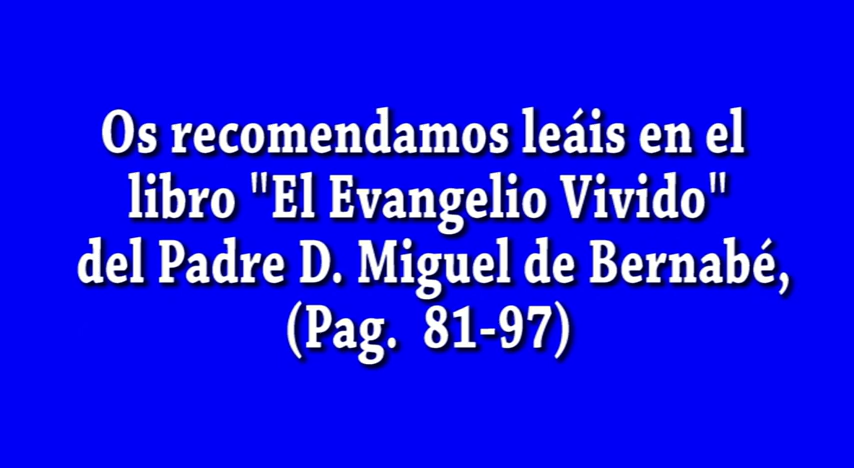 Os recomendamos leáis en el
libro "El Evangelio Vivido"
del Padre D. Miguel de Bernabé,
(Pag.  81-97)